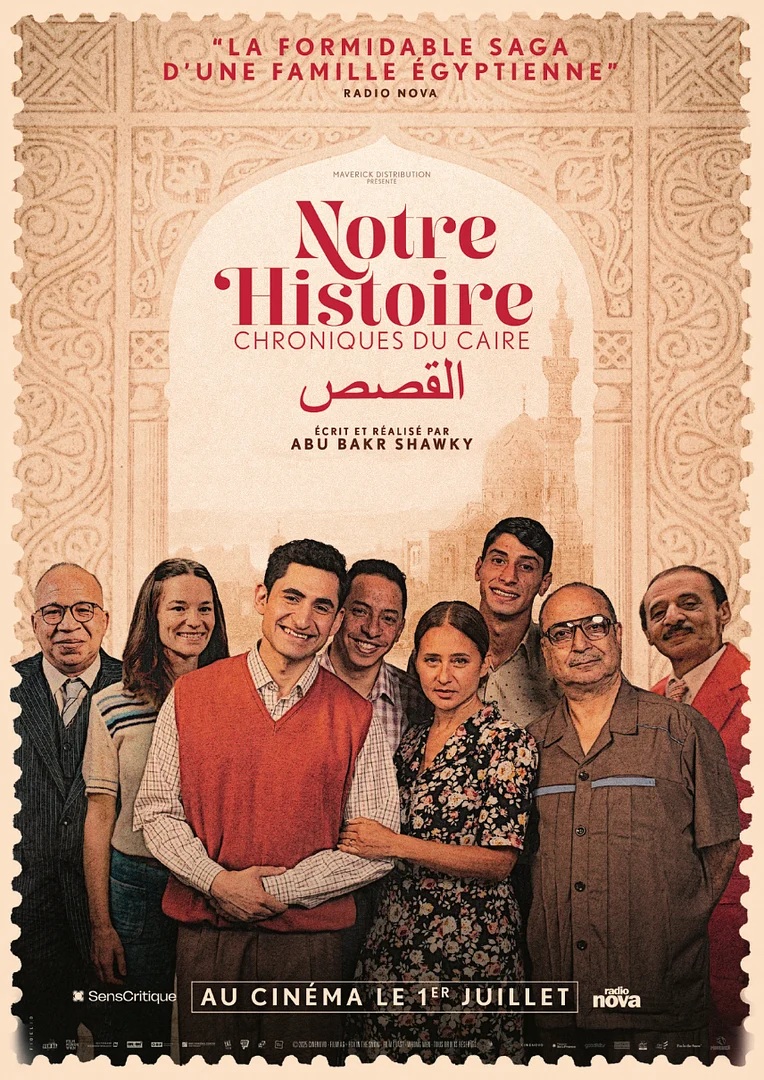 “LA FORMIDABLE SAGA
D’UNE FAMILLE ÉGYPTIENNE”
RADIO NOVA
MAVERICK DISTRIBUTION
PRÉSENTE
Notre
Histoire
CHRONIQUES DU CAIRE
القصص
ÉCRIT ET RÉALISÉ PAR
ABU BAKR SHAWKY
SensCritique
AU CINÉMA LE 1ER JUILLET
radio
nova